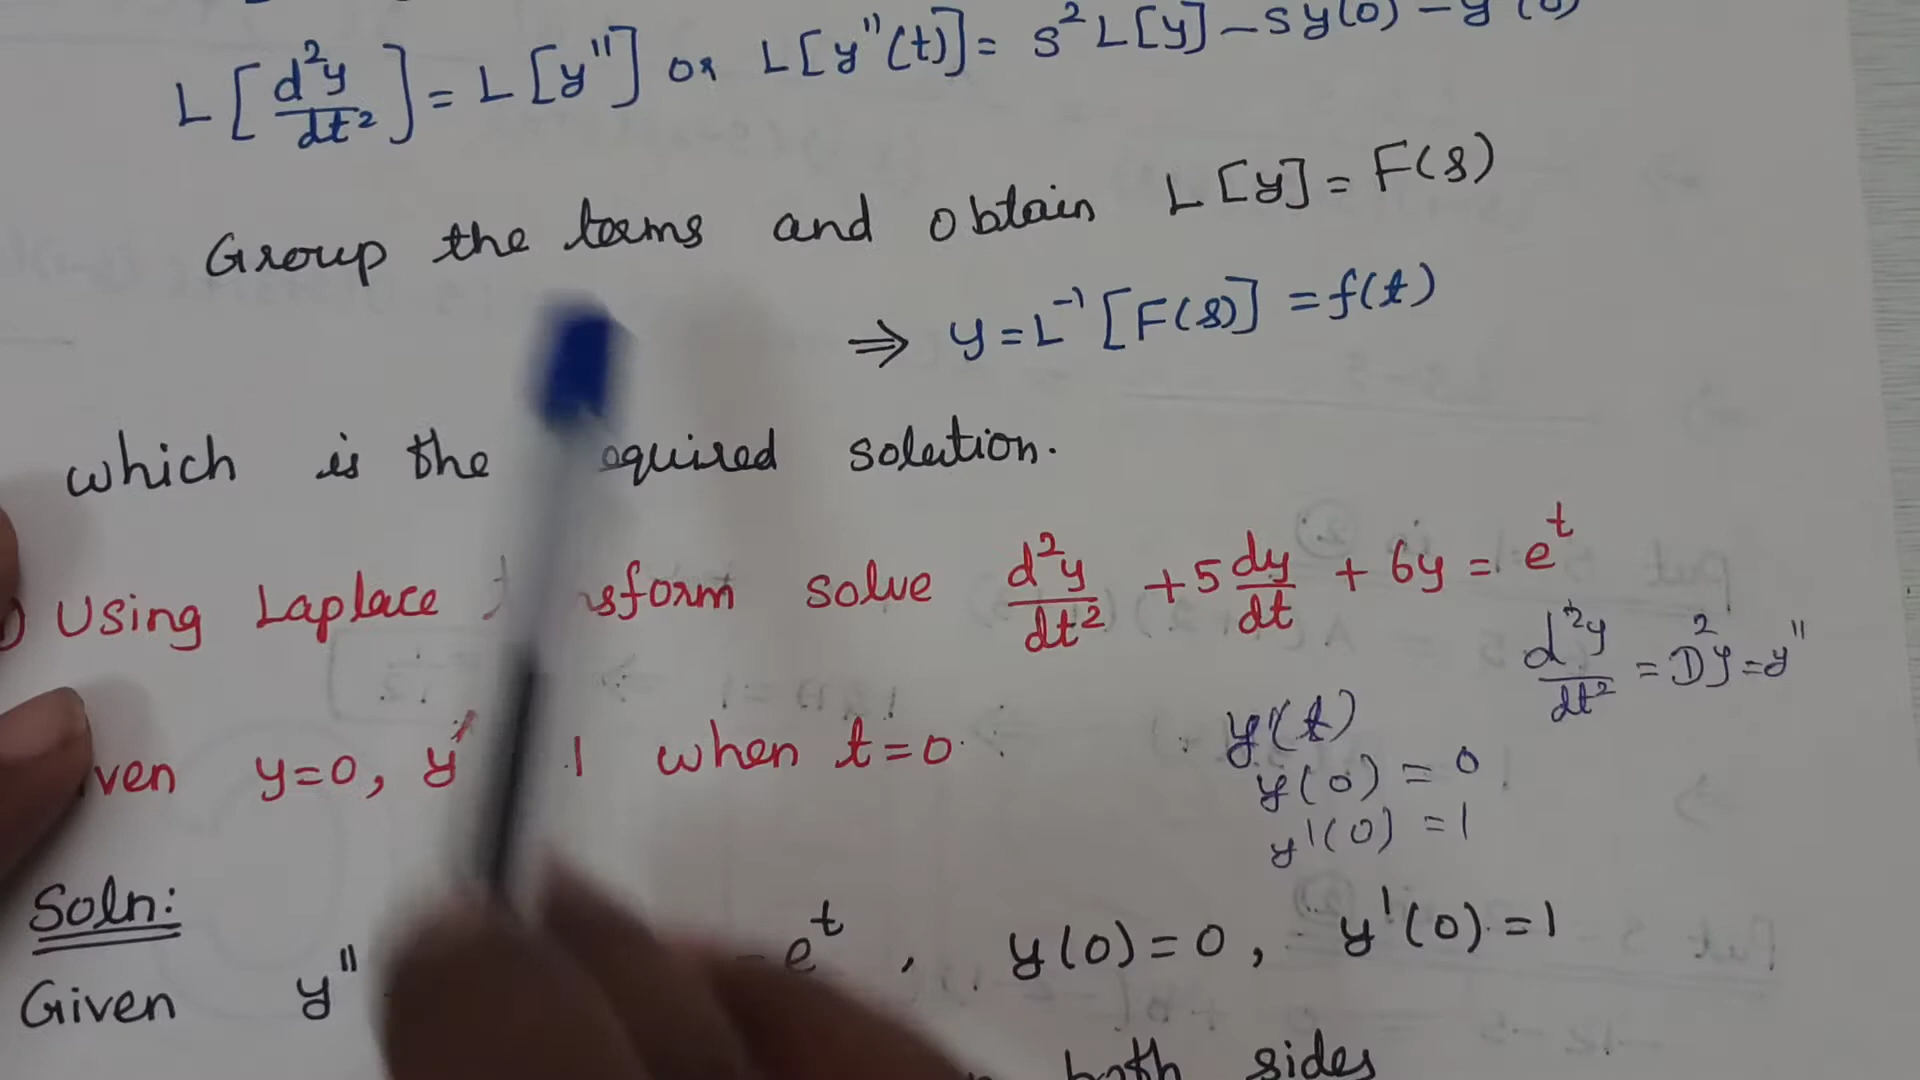 L[d²y/dt²] = L[y''] or L[y''(t)] = s²L[y] - sy(0) - y'(0)
Group the terms and obtain L[y] = F(s)
⇒ y = L⁻¹[F(s)] = f(t)
which is the equired solution.
Using Laplace sform solve d²y/dt² + 5 dy/dt + 6y = e^t
d²y/dt² = D²y = y''
ven y=0, y' 1 when t=0.
y(t)
y(0) = 0
y'(0) = 1
Soln:
Given y'' e^t, y(0)=0, y'(0)=1
both sides